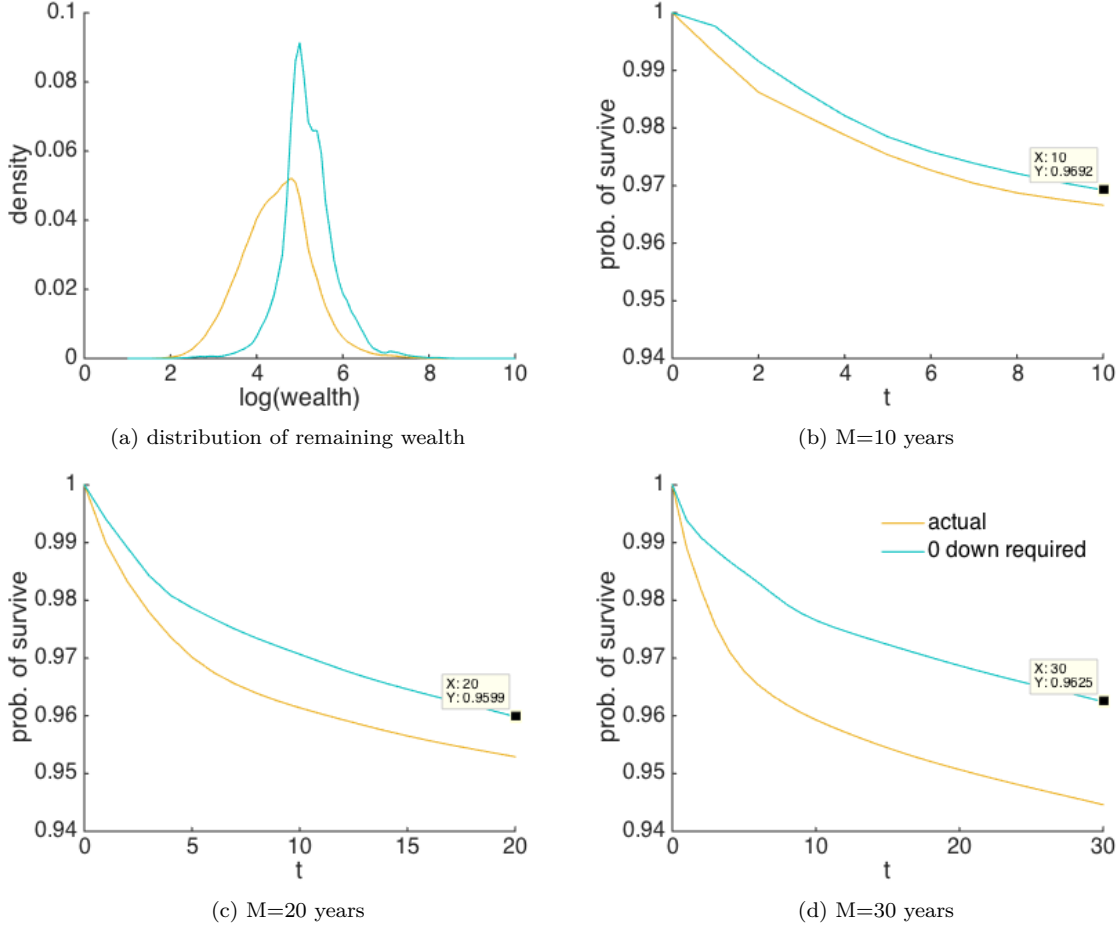 0.1
0.08
0.06
0.04
0.02
0
density
0 2 4 6 8 10
log(wealth)
(a) distribution of remaining wealth
1
0.99
0.98
0.97
0.96
0.95
0.94
prob. of survive
X: 10
Y: 0.9692
0 2 4 6 8 10
t
(b) M=10 years
1
0.99
0.98
0.97
0.96
0.95
0.94
prob. of survive
X: 20
Y: 0.9599
0 5 10 15 20
t
(c) M=20 years
1
0.99
0.98
0.97
0.96
0.95
0.94
prob. of survive
actual
0 down required
X: 30
Y: 0.9625
0 10 20 30
t
(d) M=30 years